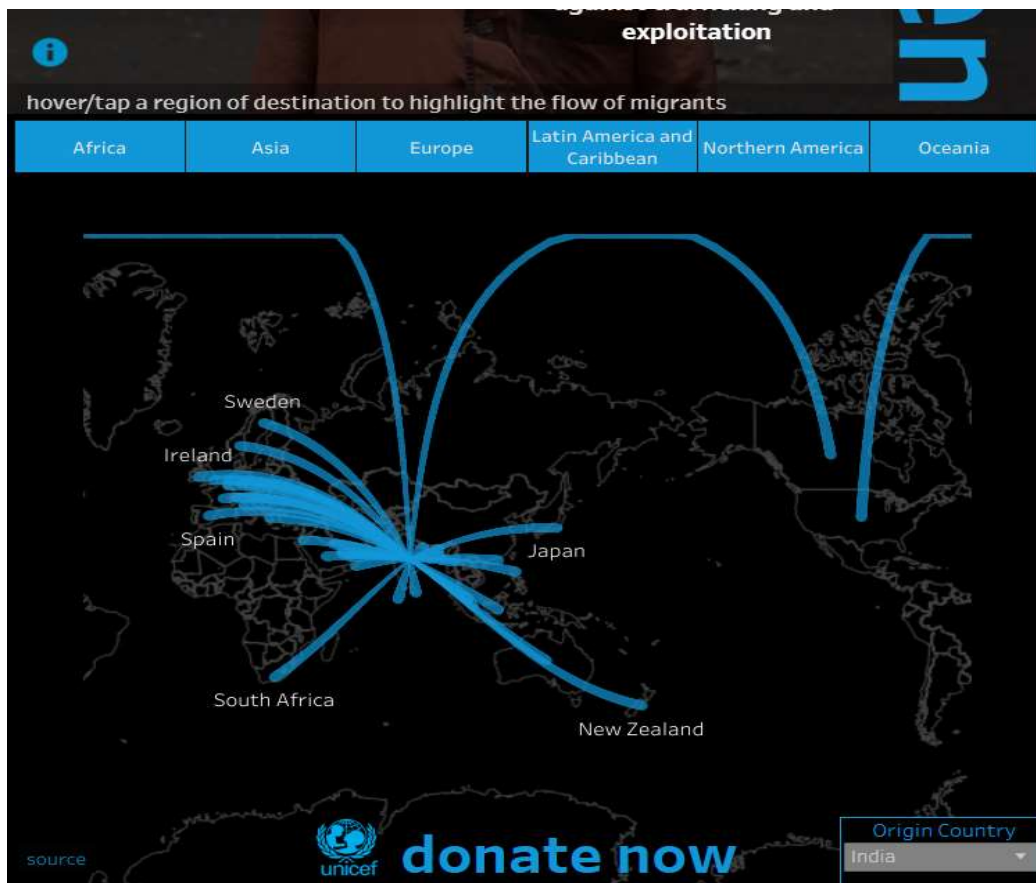 exploitation
en
hover/tap a region of destination to highlight the flow of migrants
Africa
Asia
Europe
Latin America and
Caribbean
Northern America
Oceania
Sweden
Ireland
Spain
Japan
South Africa
New Zealand
source
unicef
donate now
Origin Country
India